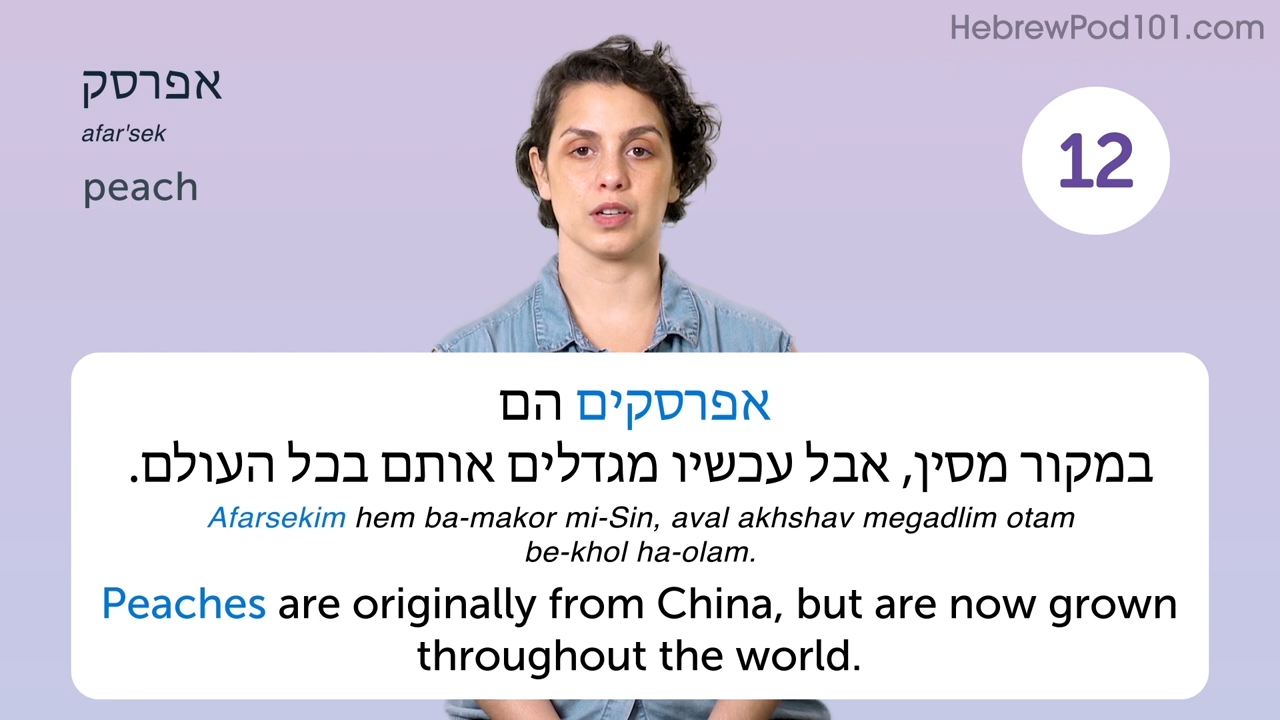 HebrewPod101.com
אפרסק
afar'sek
peach
12
אפרסקים הם
במקור מסין, אבל עכשיו מגדלים אותם בכל העולם.
Afarsekim hem ba-makor mi-Sin, aval akhshav megadlim otam
be-khol ha-olam.
Peaches are originally from China, but are now grown
throughout the world.